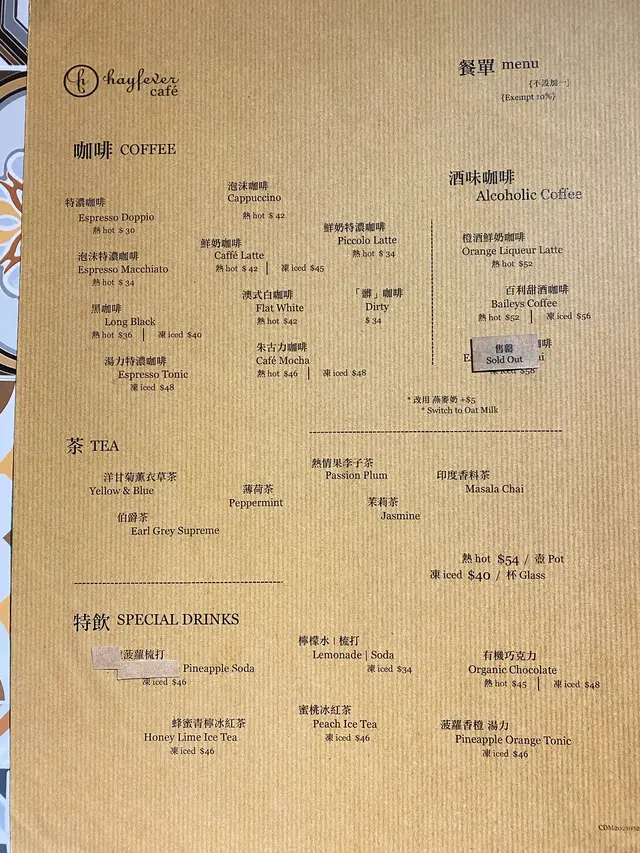 hayfever
café
餐單 menu
{不設加一}
{Exempt 10%}
咖啡 COFFEE
特濃咖啡
Espresso Doppio
熱 hot $ 30
泡沫咖啡
Cappuccino
熱 hot $ 42
鮮奶特濃咖啡
Piccolo Latte
熱 hot $ 34
泡沫特濃咖啡
Espresso Macchiato
熱 hot $ 34
鮮奶咖啡
Caffé Latte
熱 hot $ 42 | 凍 iced $45
黑咖啡
Long Black
熱 hot $36 | 凍 iced $40
澳式白咖啡
Flat White
熱 hot $42
「髒」咖啡
Dirty
$ 34
湯力特濃咖啡
Espresso Tonic
凍 iced $48
朱古力咖啡
Café Mocha
熱 hot $46 | 凍 iced $48
酒味咖啡
Alcoholic Coffee
橙酒鮮奶咖啡
Orange Liqueur Latte
熱 hot $52
百利甜酒咖啡
Baileys Coffee
熱 hot $52 | 凍 iced $56
售罄
Sold Out
啡
凍 iced $58
* 改用 燕麥奶 +$5
* Switch to Oat Milk
茶 TEA
洋甘菊薰衣草茶
Yellow & Blue
薄荷茶
Peppermint
伯爵茶
Earl Grey Supreme
熱情果李子茶
Passion Plum
印度香料茶
Masala Chai
茉莉茶
Jasmine
熱 hot $54 / 壺 Pot
凍 iced $40 / 杯 Glass
特飲 SPECIAL DRINKS
菠蘿梳打
Pineapple Soda
凍 iced $46
檸檬水 | 梳打
Lemonade | Soda
凍 iced $34
有機巧克力
Organic Chocolate
熱 hot $45 | 凍 iced $48
蜂蜜青檸冰紅茶
Honey Lime Ice Tea
凍 iced $46
蜜桃冰紅茶
Peach Ice Tea
凍 iced $46
菠蘿香橙 湯力
Pineapple Orange Tonic
凍 iced $46